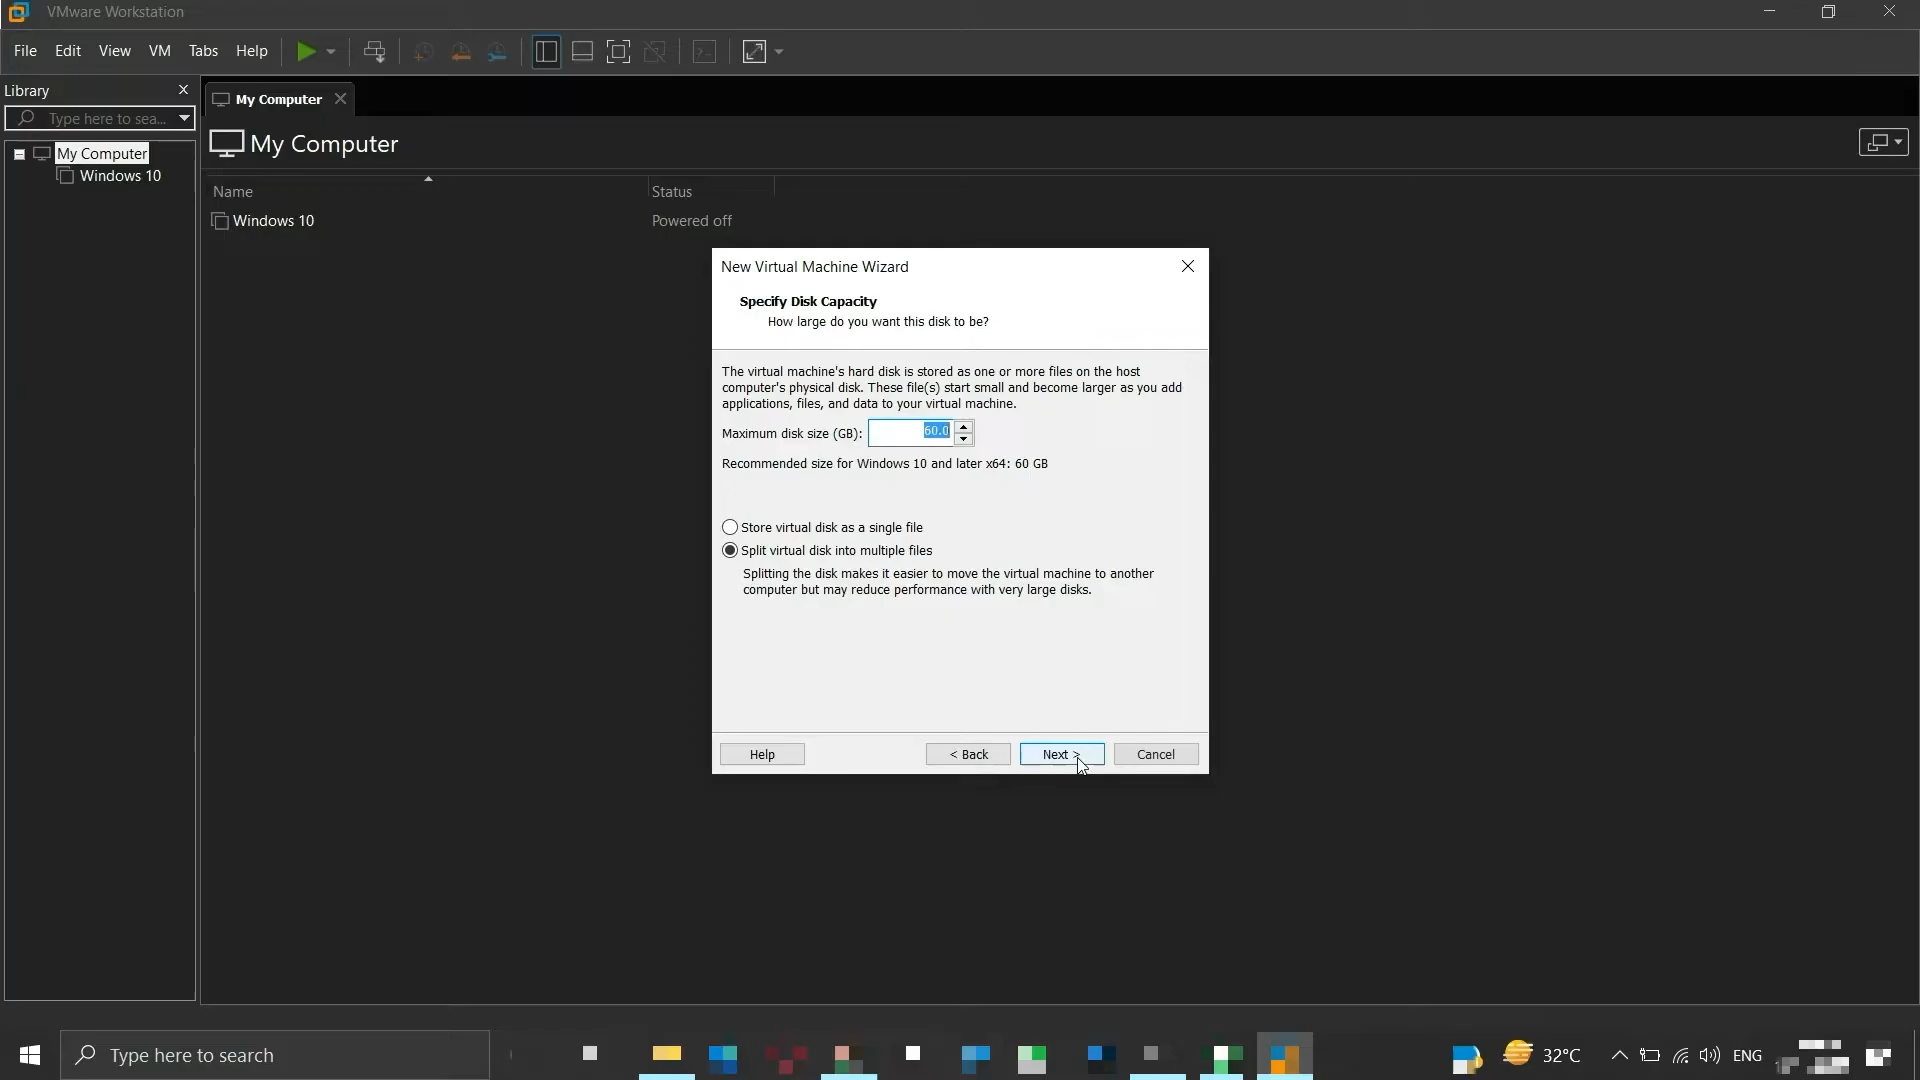 VMware Workstation
File Edit View VM Tabs Help
Library
Type here to sea...
My Computer
Windows 10
My Computer
My Computer
Name Status
Windows 10 Powered off
New Virtual Machine Wizard
Specify Disk Capacity
How large do you want this disk to be?
The virtual machine's hard disk is stored as one or more files on the host
computer's physical disk. These file(s) start small and become larger as you add
applications, files, and data to your virtual machine.
Maximum disk size (GB): 60.0
Recommended size for Windows 10 and later x64: 60 GB
Store virtual disk as a single file
Split virtual disk into multiple files
Splitting the disk makes it easier to move the virtual machine to another
computer but may reduce performance with very large disks.
Help < Back Next > Cancel
Type here to search
32°C ENG